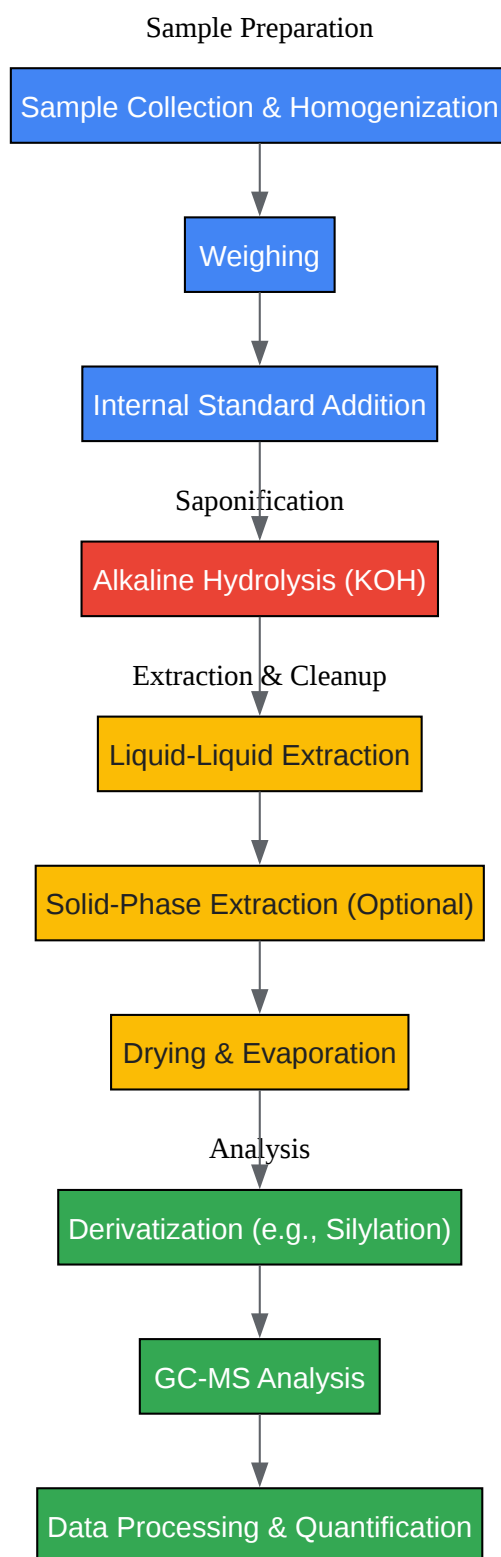 Sample Preparation
Sample Collection & Homogenization
Weighing
Internal Standard Addition
Saponification
Alkaline Hydrolysis (KOH)
Extraction & Cleanup
Liquid-Liquid Extraction
Solid-Phase Extraction (Optional)
Drying & Evaporation
Analysis
Derivatization (e.g., Silylation)
GC-MS Analysis
Data Processing & Quantification